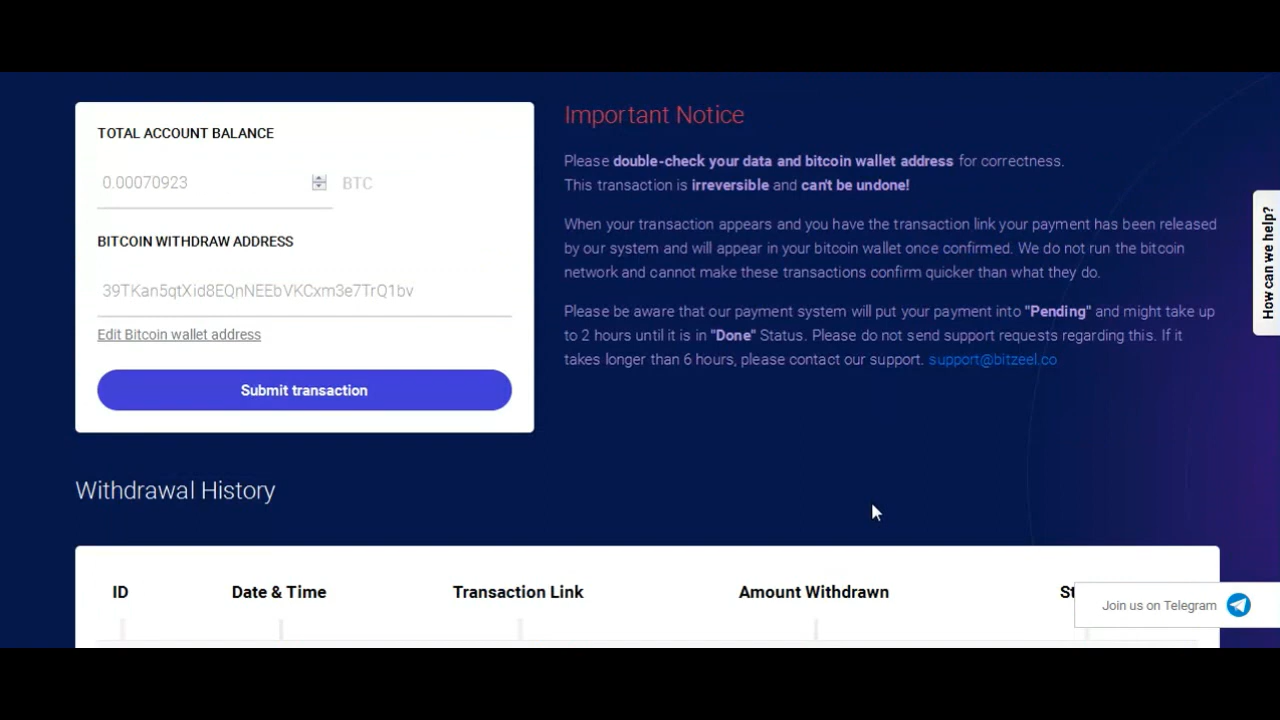 TOTAL ACCOUNT BALANCE
0.00070923 BTC
BITCOIN WITHDRAW ADDRESS
39TKan5qtXid8EQnNEEbVKCxm3e7TrQ1bv
Edit Bitcoin wallet address
Submit transaction
Important Notice
Please double-check your data and bitcoin wallet address for correctness.
This transaction is irreversible and can't be undone!
When your transaction appears and you have the transaction link your payment has been released
by our system and will appear in your bitcoin wallet once confirmed. We do not run the bitcoin
network and cannot make these transactions confirm quicker than what they do.
Please be aware that our payment system will put your payment into "Pending" and might take up
to 2 hours until it is in "Done" Status. Please do not send support requests regarding this. If it
takes longer than 6 hours, please contact our support. support@bitzeel.co
How can we help?
Withdrawal History
ID Date & Time Transaction Link Amount Withdrawn St
Join us on Telegram